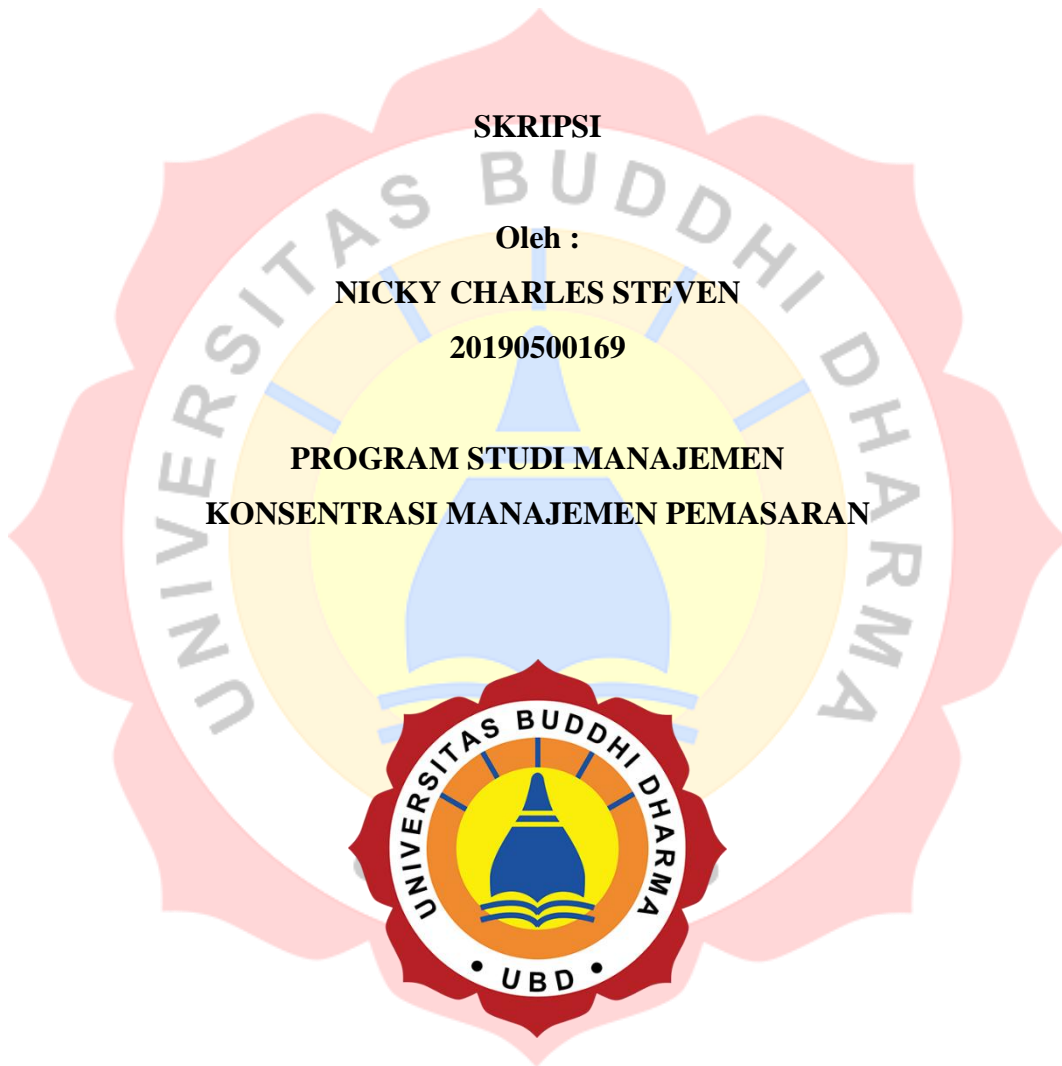 SKRIPSI
Oleh :
NICKY CHARLES STEVEN
20190500169
PROGRAM STUDI MANAJEMEN
KONSENTRASI MANAJEMEN PEMASARAN
UNIVERSITAS BUDDHI DHARMA
UNIVERSITAS BUDDHI DHARMA
• UBD •